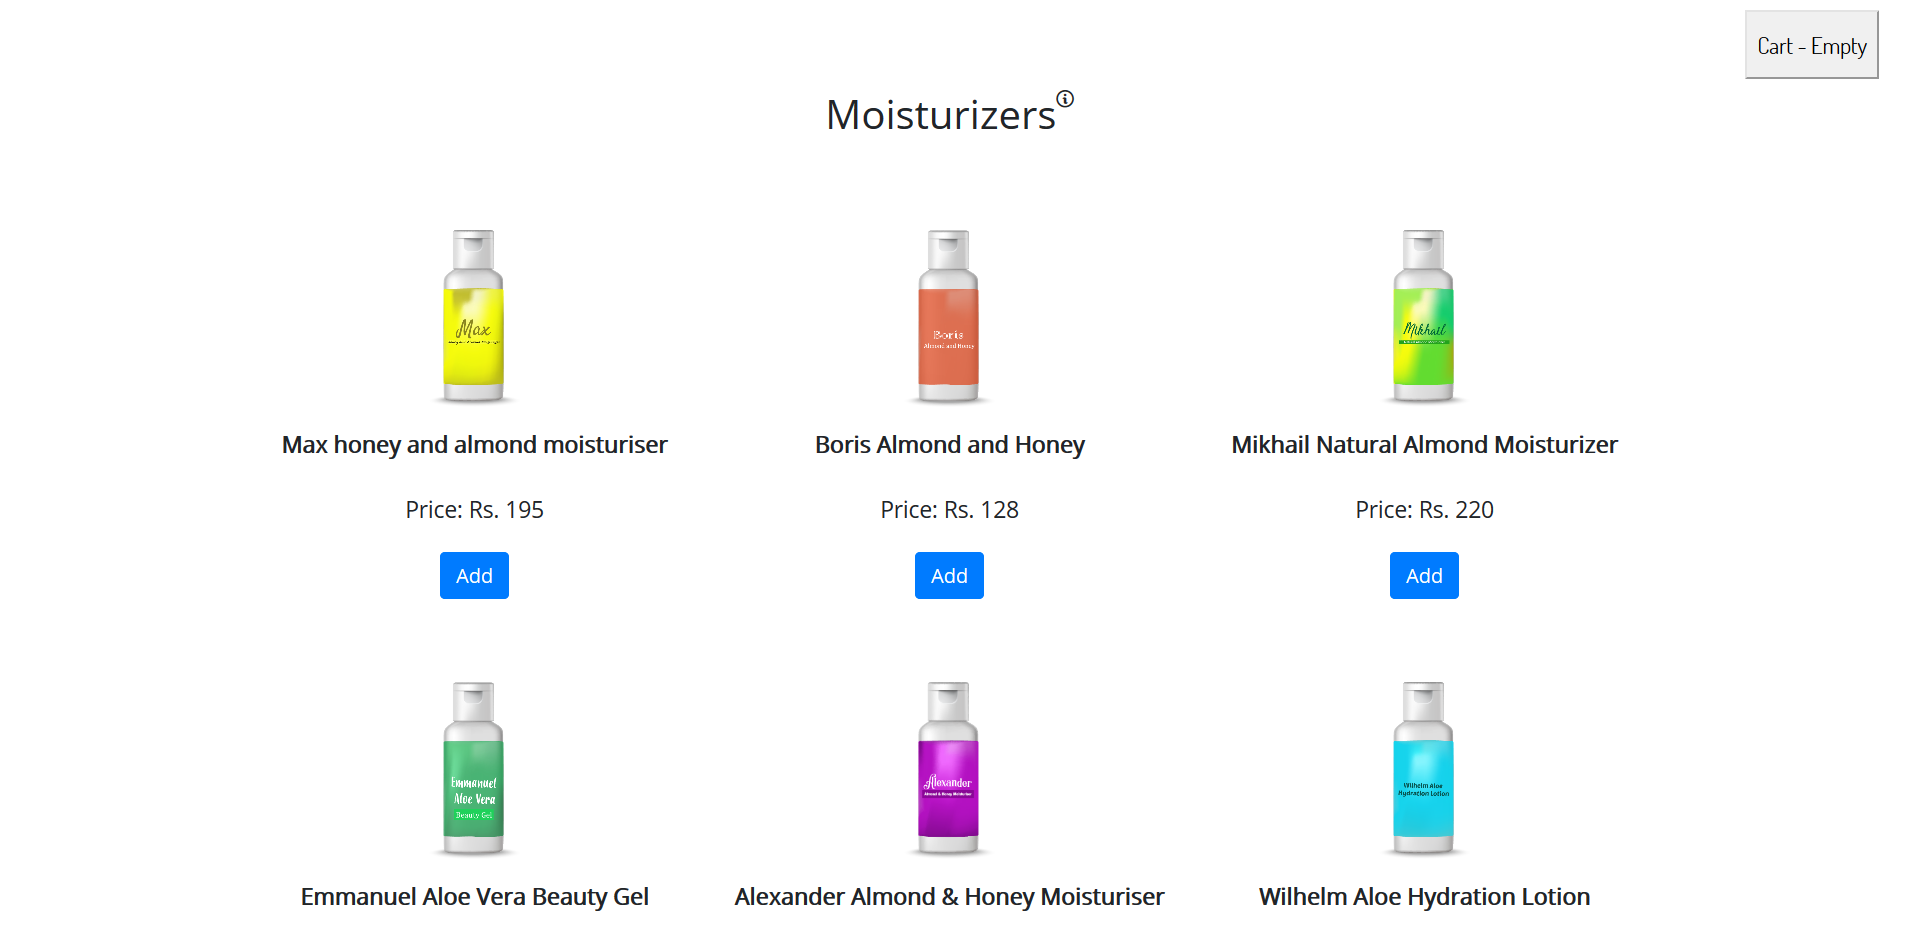 Cart - Empty
Moisturizers
Max
Boris
Almond and Honey
Mikhail
Max honey and almond moisturiser
Boris Almond and Honey
Mikhail Natural Almond Moisturizer
Price: Rs. 195
Price: Rs. 128
Price: Rs. 220
Add
Add
Add
Emmanuel
Aloe Vera
Beauty Gel
Alexander
Almond & Honey Moisturiser
Wilhelm Aloe
Hydration Lotion
Emmanuel Aloe Vera Beauty Gel
Alexander Almond & Honey Moisturiser
Wilhelm Aloe Hydration Lotion